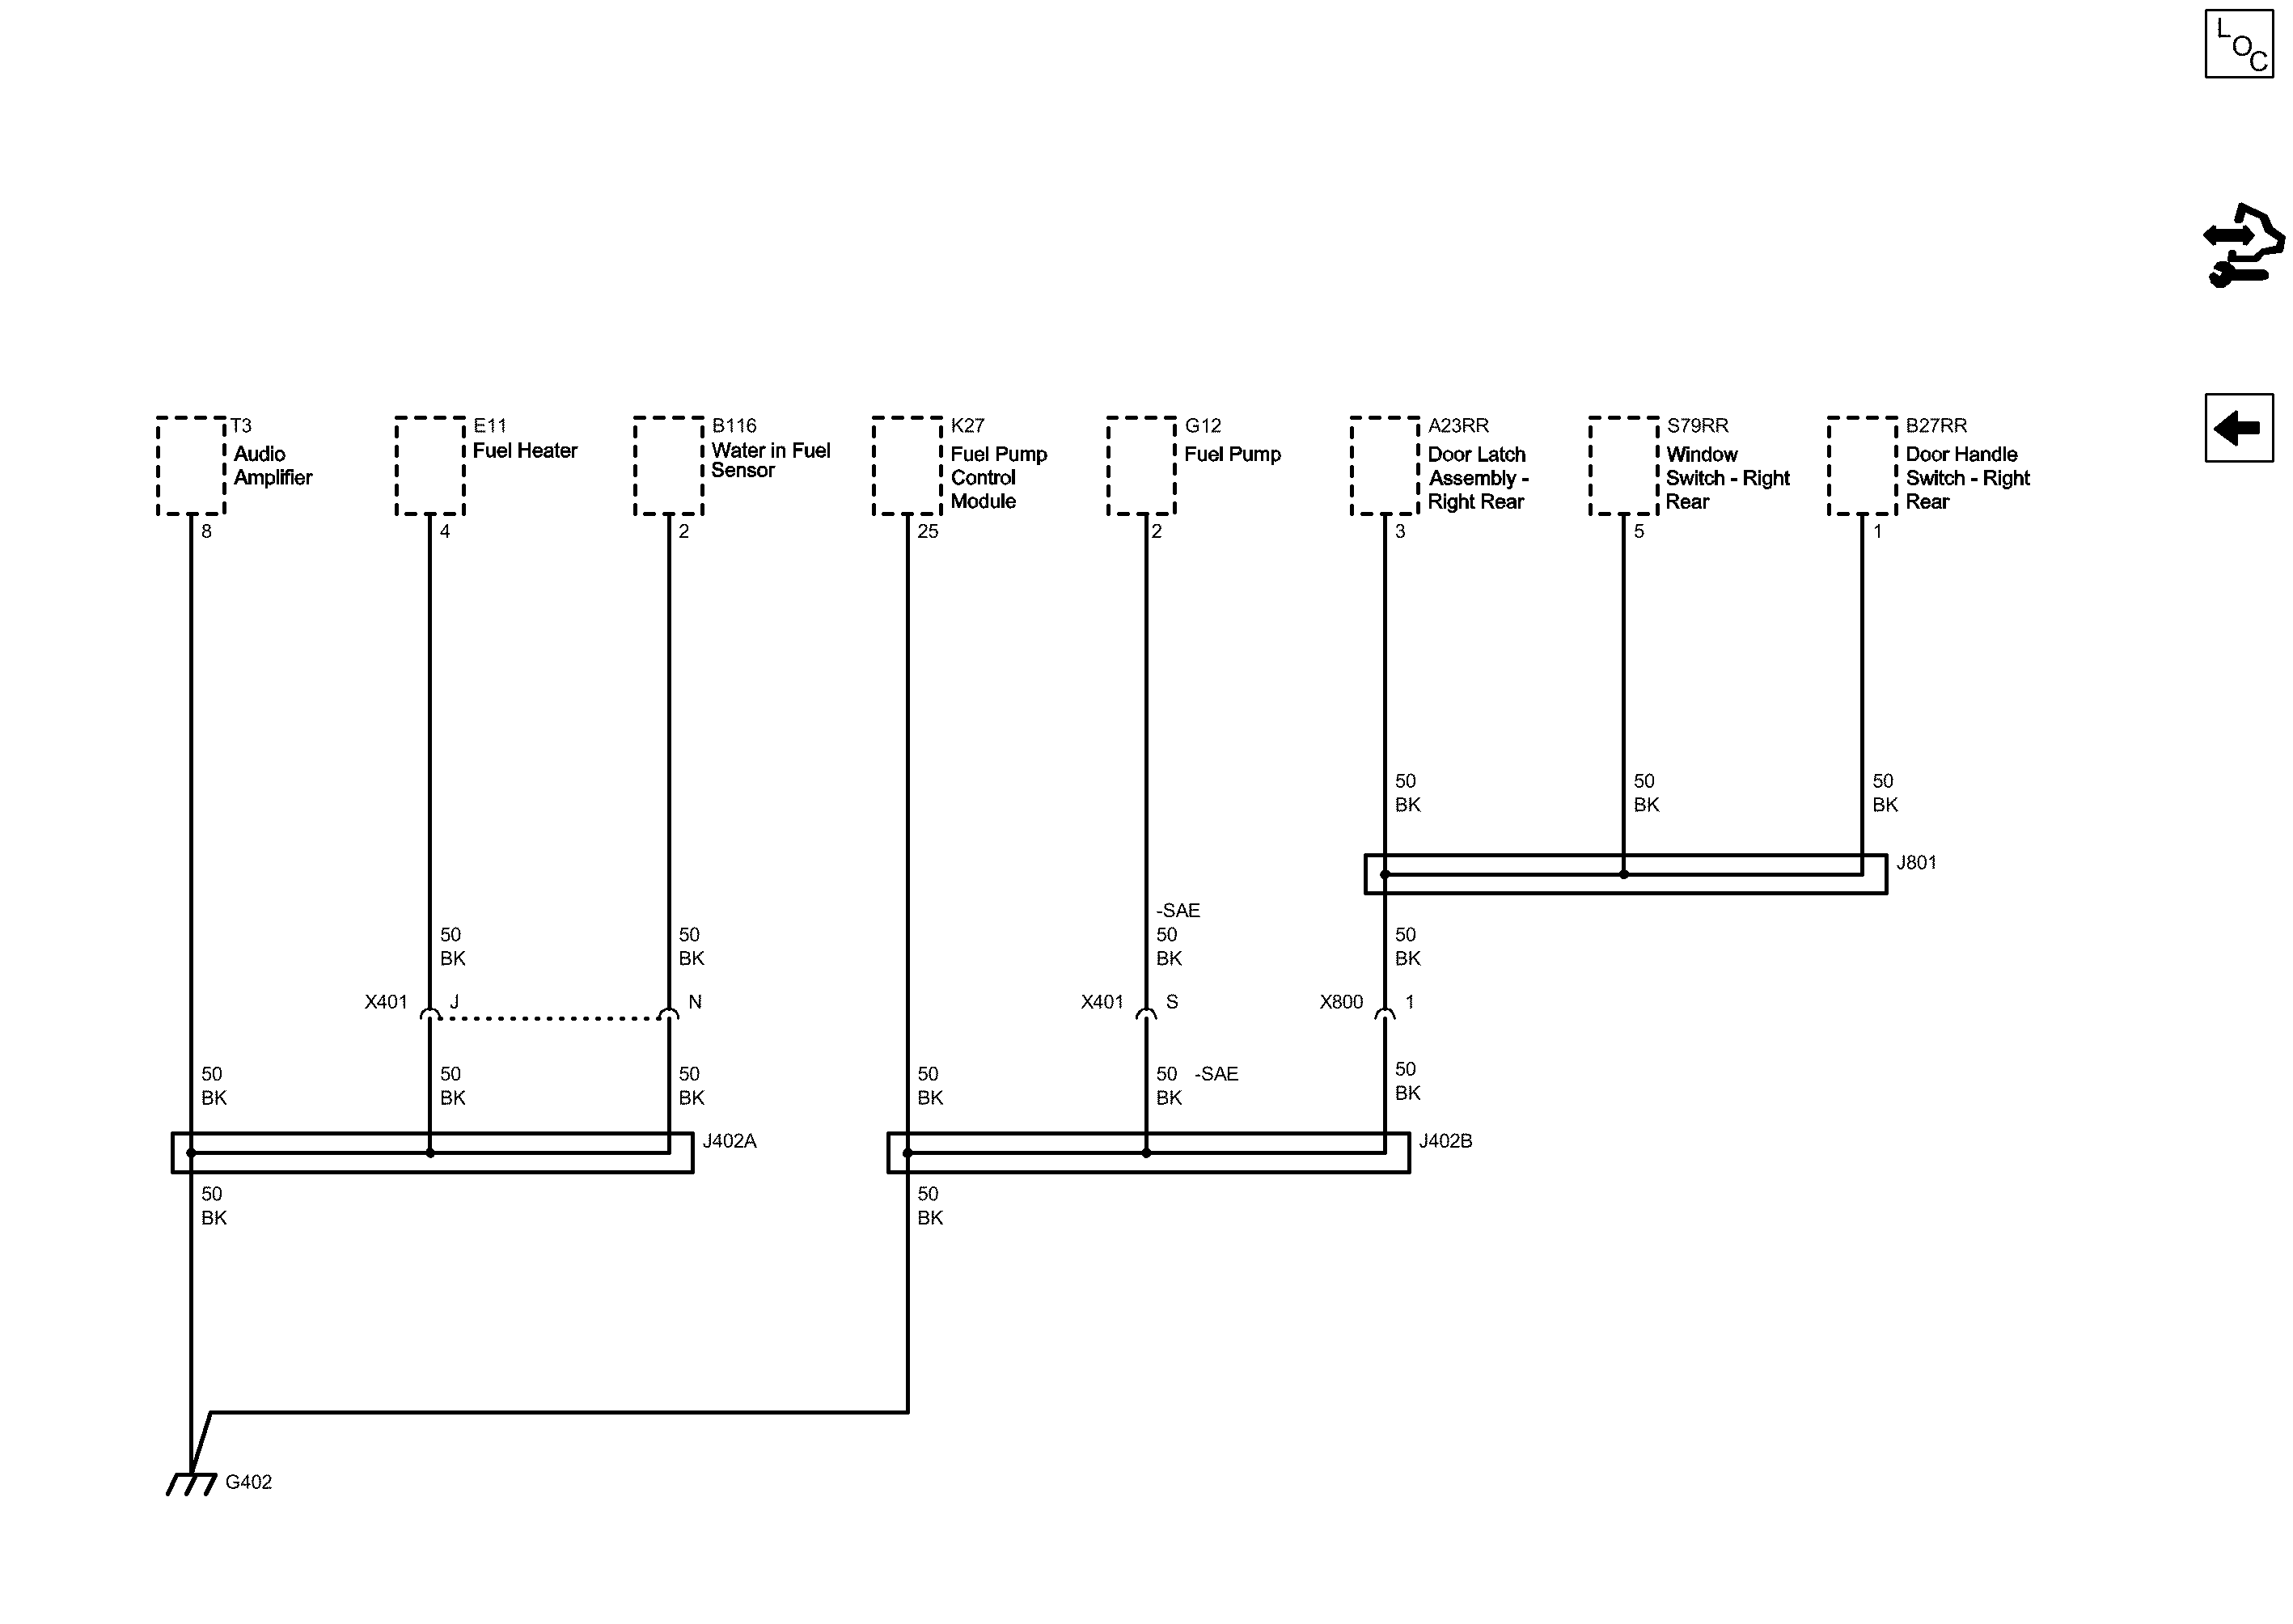 L
O
C
T3
Audio
Amplifier
8
E11
Fuel Heater
4
B116
Water in Fuel
Sensor
2
K27
Fuel Pump
Control
Module
25
G12
Fuel Pump
2
A23RR
Door Latch
Assembly -
Right Rear
3
S79RR
Window
Switch - Right
Rear
5
B27RR
Door Handle
Switch - Right
Rear
1
50
BK
50
BK
50
BK
J801
50
BK
50
BK
-SAE
50
BK
50
BK
X401 J
N
X401 S
X800 1
50
BK
50
BK
50
BK
50
BK
50 -SAE
BK
50
BK
J402A
J402B
50
BK
50
BK
G402